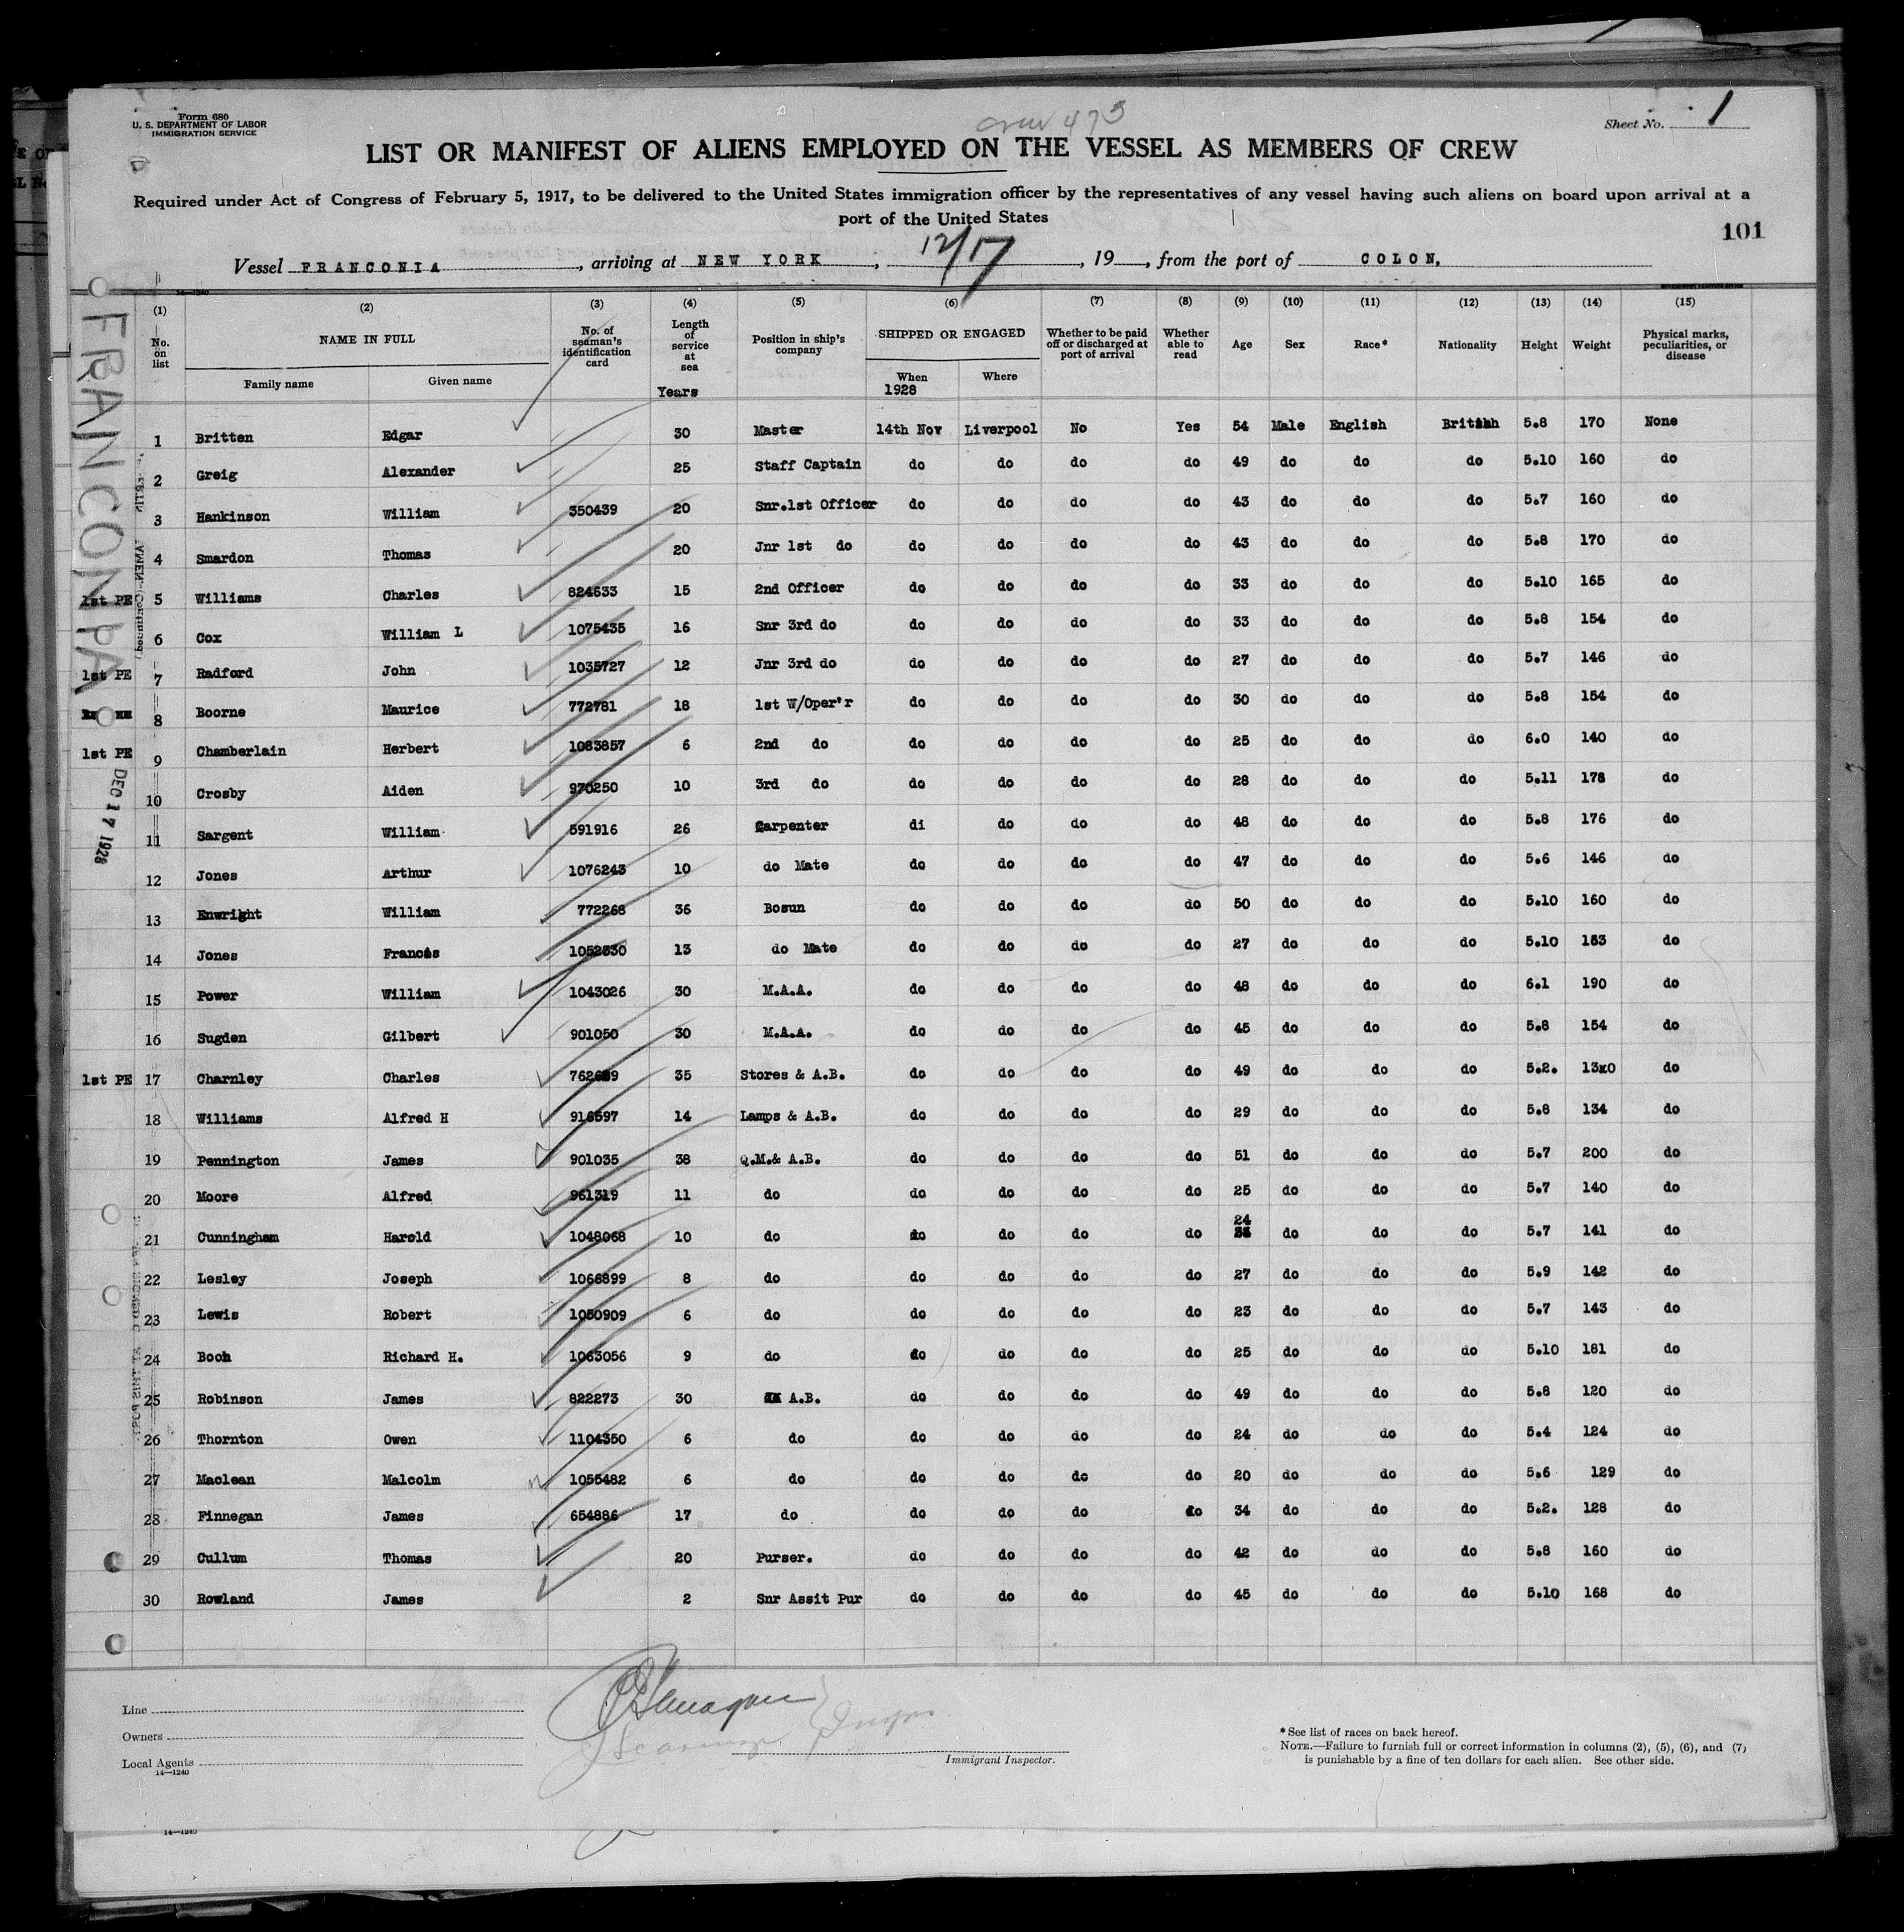 Form 680
U. S. DEPARTMENT OF LABOR
IMMIGRATION SERVICE
crew 473
Sheet No. 1
LIST OR MANIFEST OF ALIENS EMPLOYED ON THE VESSEL AS MEMBERS OF CREW
Required under Act of Congress of February 5, 1917, to be delivered to the United States immigration officer by the representatives of any vessel having such aliens on board upon arrival at a
port of the United States
101
Vessel FRANCONIA, arriving at NEW YORK, 12/17, 19, from the port of COLON,
14—1240
(1) (2) (3) (4) (5) (6) (7) (8) (9) (10) (11) (12) (13) (14) (15)
No. on list NAME IN FULL Family name Given name No. of seaman's identification card Length of service at sea Years Position in ship's company SHIPPED OR ENGAGED When 1928 Where Whether to be paid off or discharged at port of arrival Whether able to read Age Sex Race* Nationality Height Weight Physical marks, peculiarities, or disease
1 Britten Edgar 30 Master 14th Nov Liverpool No Yes 54 Male English British 5.8 170 None
2 Greig Alexander 25 Staff Captain do do do do 49 do do do 5.10 160 do
3 Hankinson William 350439 20 Snr.1st Officer do do do do 43 do do do 5.7 160 do
4 Smardon Thomas 20 Jnr 1st do do do do do 43 do do do 5.8 170 do
1st PE 5 Williams Charles 824633 15 2nd Officer do do do do 33 do do do 5.10 165 do
6 Cox William L 1075435 16 Snr 3rd do do do do do 33 do do do 5.8 154 do
1st PE 7 Radford John 1035727 12 Jnr 3rd do do do do do 27 do do do 5.7 146 do
8 Boorne Maurice 772781 18 1st W/Oper'r do do do do 30 do do do 5.8 154 do
1st PE 9 Chamberlain Herbert 1083857 6 2nd do do do do do 25 do do do 6.0 140 do
10 Crosby Aiden 970250 10 3rd do do do do do 28 do do do 5.11 178 do
11 Sargent William 591916 26 Carpenter di do do do 48 do do do 5.8 176 do
12 Jones Arthur 1076243 10 do Mate do do do do 47 do do do 5.6 146 do
13 Enwright William 772268 36 Bosun do do do do 50 do do do 5.10 160 do
14 Jones Francis 1052330 13 do Mate do do do do 27 do do do 5.10 153 do
15 Power William 1043026 30 M.A.A. do do do do 48 do do do 6.1 190 do
16 Sugden Gilbert 901050 30 M.A.A. do do do do 45 do do do 5.8 154 do
1st PE 17 Charnley Charles 35 Stores & A.B. do do do do 49 do do do 5.2. 13x0 do
18 Williams Alfred H 916597 14 Lamps & A.B. do do do do 29 do do do 5.8 134 do
19 Pennington James 901035 38 Q.M.& A.B. do do do do 51 do do do 5.7 200 do
20 Moore Alfred 961319 11 do do do do do 25 do do do 5.7 140 do
21 Cunningham Harold 1048068 10 do do do do do 24 do do do 5.7 141 do
22 Lesley Joseph 1066899 8 do do do do do 27 do do do 5.9 142 do
23 Lewis Robert 1050909 6 do do do do do 23 do do do 5.7 143 do
24 Booh Richard H. 1063056 9 do do do do do 25 do do do 5.10 181 do
25 Robinson James 822273 30 A.B. do do do do 49 do do do 5.8 120 do
26 Thornton Owen 1104350 6 do do do do do 24 do do do 5.4 124 do
27 Maclean Malcolm 1055482 6 do do do do do 20 do do do 5.6 129 do
28 Finnegan James 654886 17 do do do do do 34 do do do 5.2. 128 do
29 Cullum Thomas 20 Purser. do do do do 42 do do do 5.8 160 do
30 Rowland James 2 Snr Assit Pur do do do do 45 do do do 5.10 168 do
FRANCONIA
DEC 17 1928
Line
Owners
Local Agents
14—1240
Immigrant Inspector.
*See list of races on back hereof.
NOTE.—Failure to furnish full or correct information in columns (2), (5), (6), and (7)
is punishable by a fine of ten dollars for each alien. See other side.
14—1240